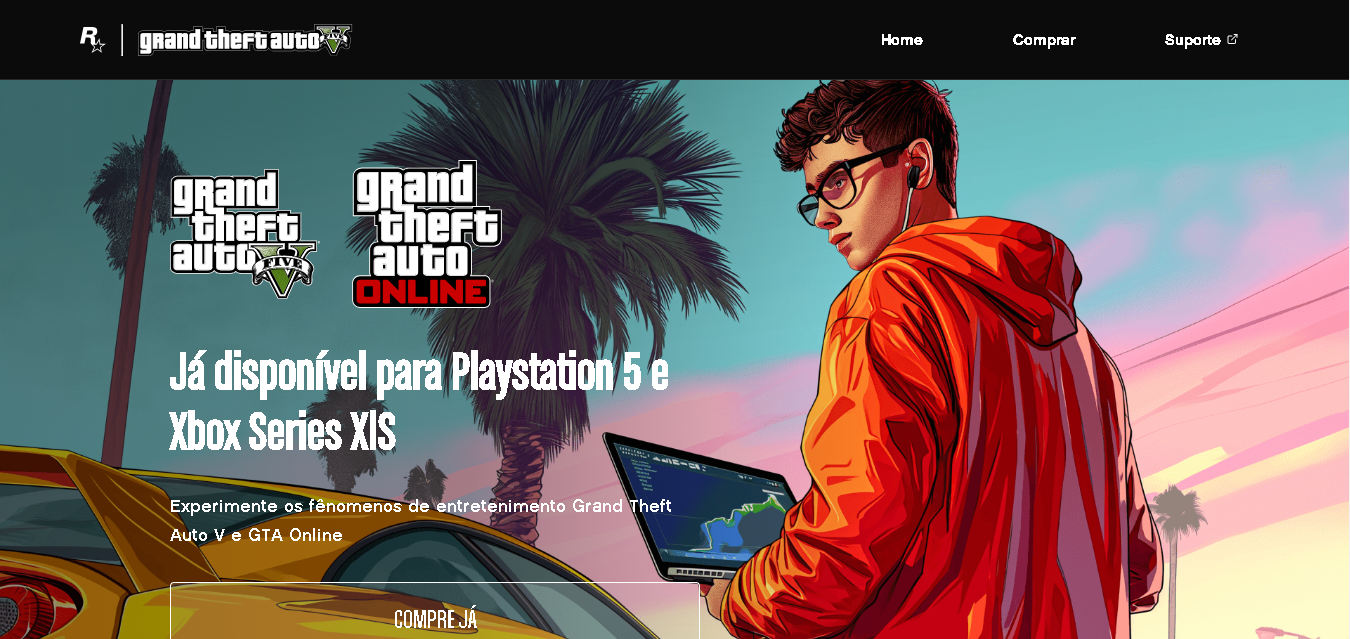 R
grand theft auto V
FIVE
Home
Comprar
Suporte
grand
theft
auto V
FIVE
grand
theft
auto
ONLINE
Já disponível para Playstation 5 e
Xbox Series X|S
Experimente os fênomenos de entretenimento Grand Theft
Auto V e GTA Online
COMPRE JÁ